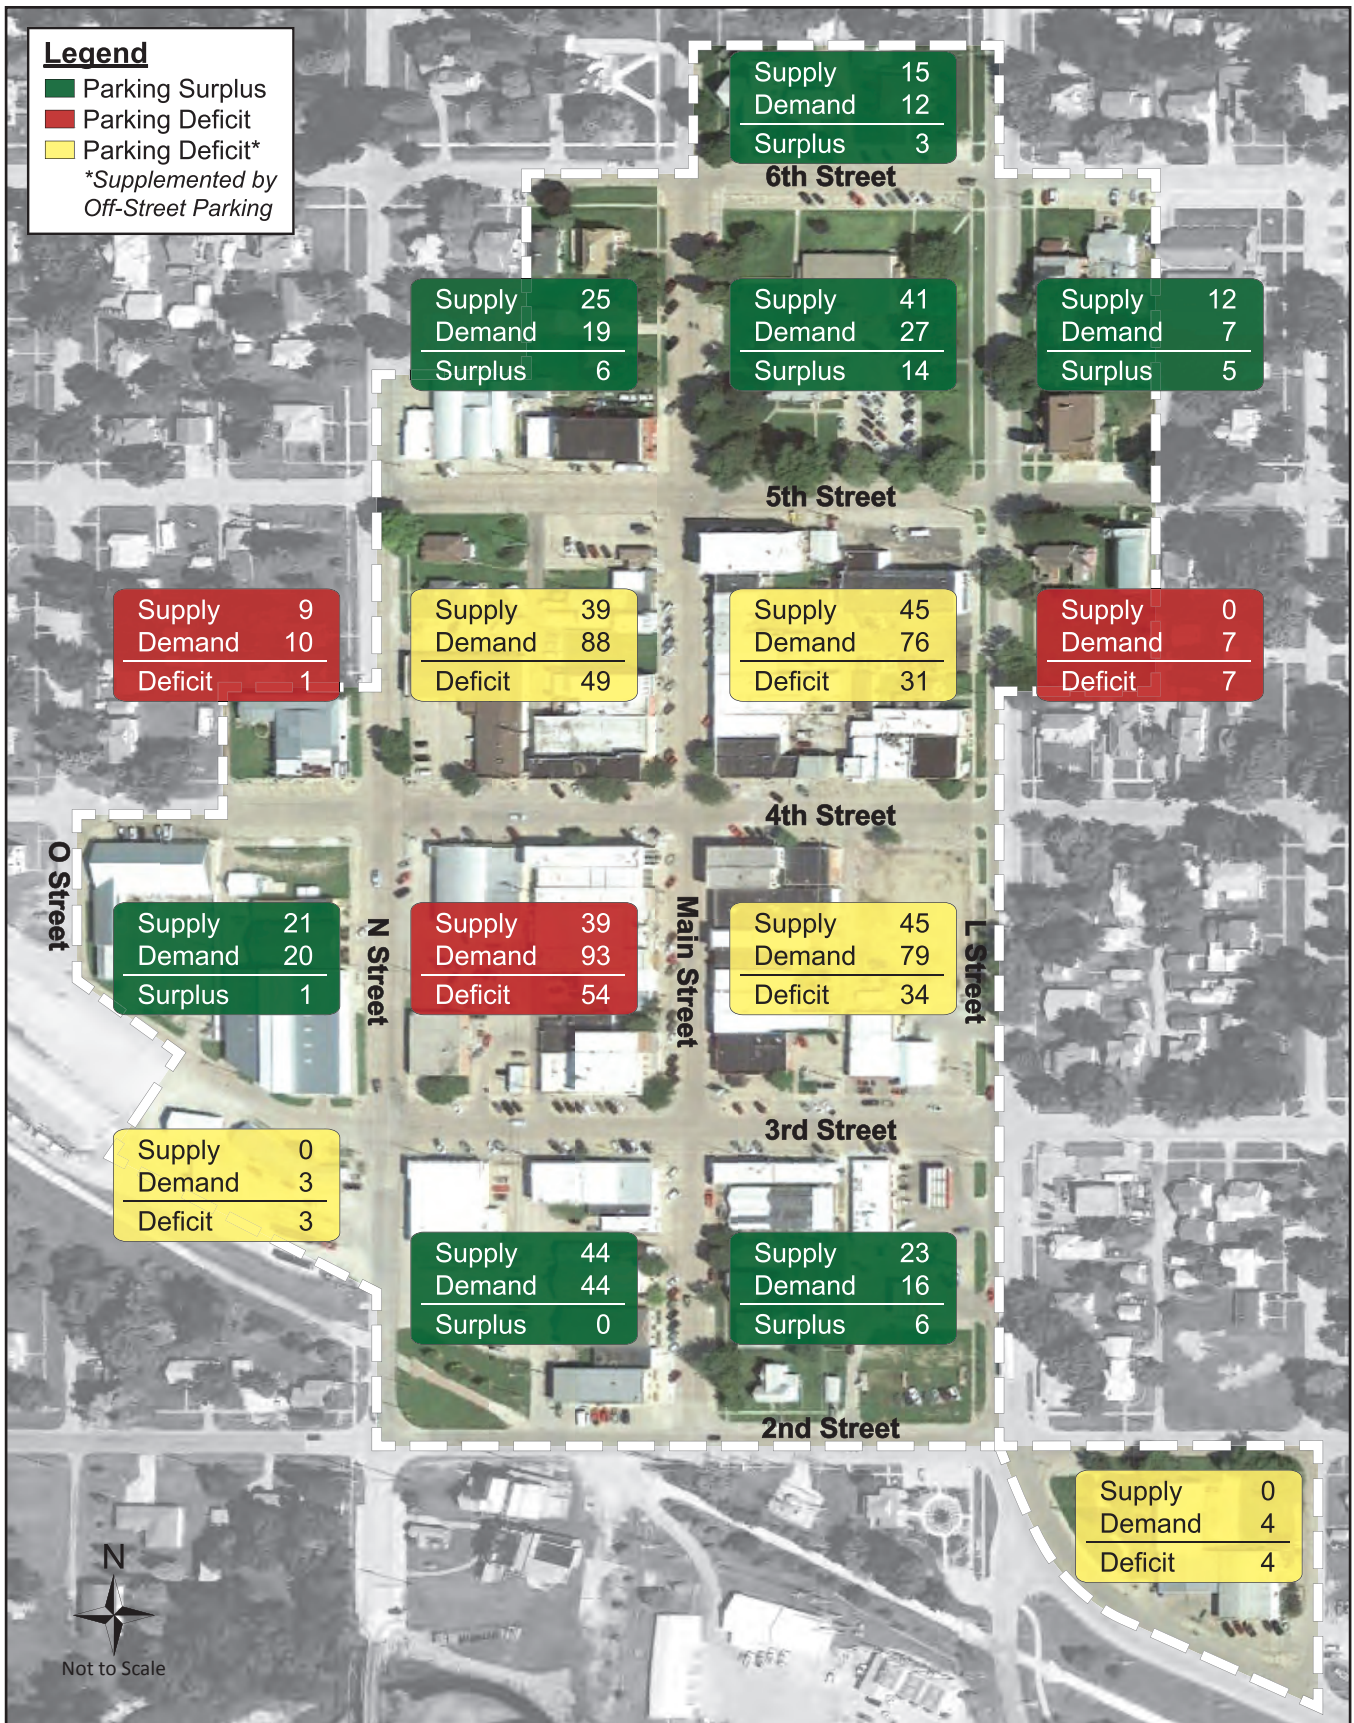 Legend
Parking Surplus
Parking Deficit
Parking Deficit*
*Supplemented by
Off-Street Parking
Supply 15
Demand 12
Surplus 3
6th Street
Supply 25
Demand 19
Surplus 6
Supply 41
Demand 27
Surplus 14
Supply 12
Demand 7
Surplus 5
5th Street
Supply 9
Demand 10
Deficit 1
Supply 39
Demand 88
Deficit 49
Supply 45
Demand 76
Deficit 31
Supply 0
Demand 7
Deficit 7
4th Street
O Street
Supply 21
Demand 20
Surplus 1
N Street
Supply 39
Demand 93
Deficit 54
Main Street
Supply 45
Demand 79
Deficit 34
L Street
3rd Street
Supply 0
Demand 3
Deficit 3
Supply 44
Demand 44
Surplus 0
Supply 23
Demand 16
Surplus 6
2nd Street
Supply 0
Demand 4
Deficit 4
N
Not to Scale